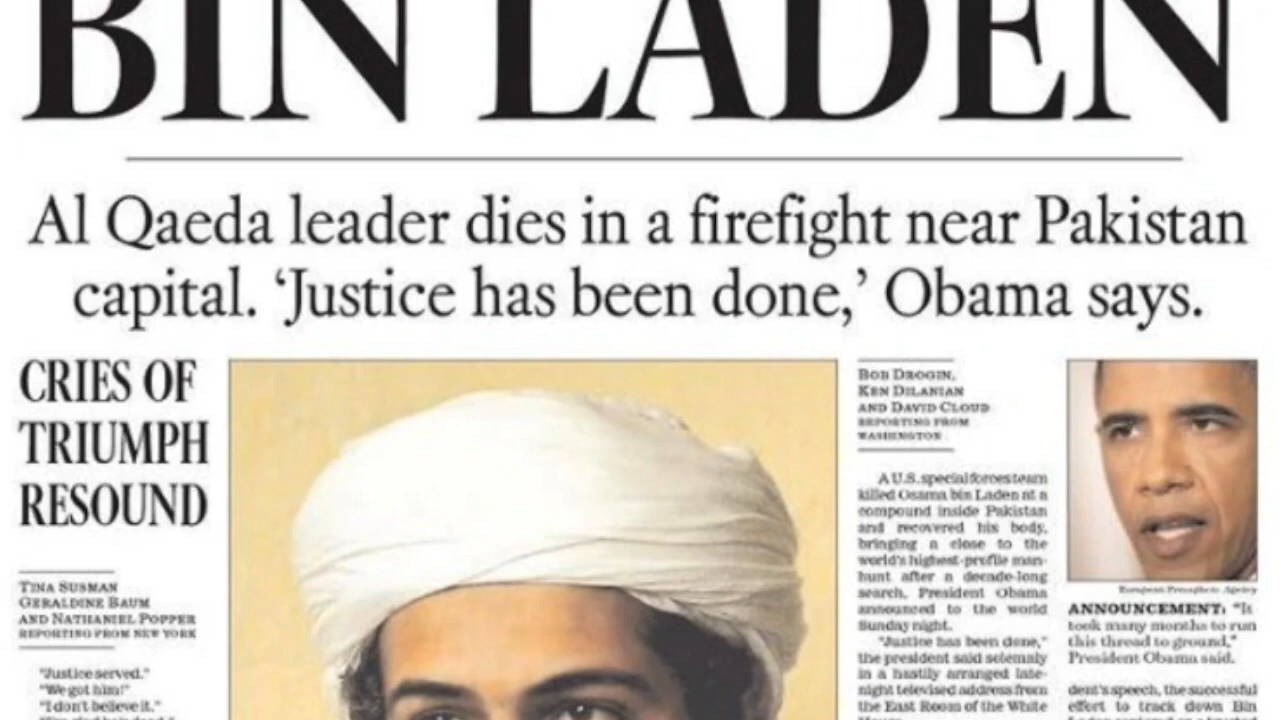 BIN LADEN
Al Qaeda leader dies in a firefight near Pakistan
capital. ‘Justice has been done,’ Obama says.
CRIES OF
TRIUMPH
RESOUND
TINA SUSMAN
GERALDINE BAUM
AND NATHANIEL POPPER
REPORTING FROM NEW YORK
"Justice served."
"We got him!"
"I don't believe it."
BOB DROGIN,
KEN DILANIAN
AND DAVID CLOUD
REPORTING FROM
WASHINGTON
A U.S. special forces team
killed Osama bin Laden at a
compound inside Pakistan
and recovered his body,
bringing a close to the
world's highest-profile man-
hunt after a decade-long
search, President Obama
announced to the world
Sunday night.
"Justice has been done,"
the president said solemnly
in a hastily arranged late-
night televised address from
the East Room of the White
European Pressphoto Agency
ANNOUNCEMENT: "It
took many months to run
this thread to ground,"
President Obama said.
dent's speech, the successful
effort to track down Bin